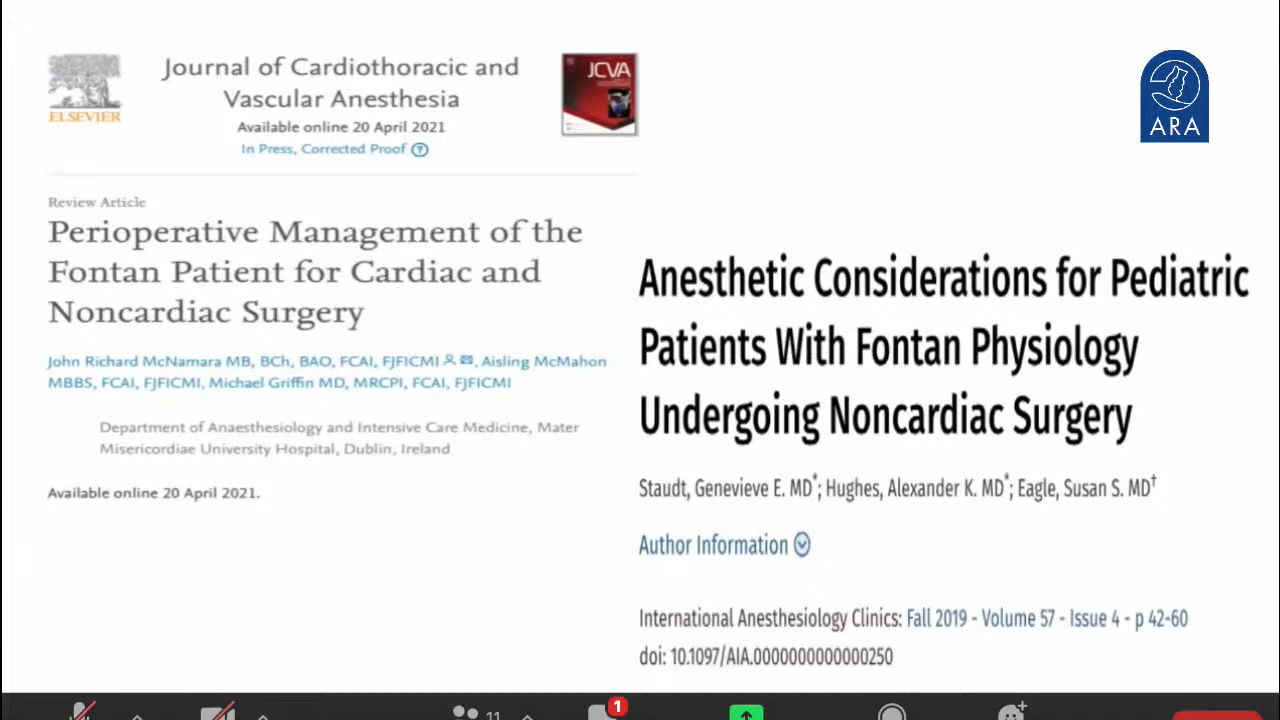 ELSEVIER
Journal of Cardiothoracic and
Vascular Anesthesia
Available online 20 April 2021
In Press, Corrected Proof ?
JCVA
ARA
Review Article
Perioperative Management of the
Fontan Patient for Cardiac and
Noncardiac Surgery
John Richard McNamara MB, BCh, BAO, FCAI, FJFICMI , Aisling McMahon
MBBS, FCAI, FJFICMI, Michael Griffin MD, MRCPI, FCAI, FJFICMI
Department of Anaesthesiology and Intensive Care Medicine, Mater
Misericordiae University Hospital, Dublin, Ireland
Available online 20 April 2021.
Anesthetic Considerations for Pediatric
Patients With Fontan Physiology
Undergoing Noncardiac Surgery
Staudt, Genevieve E. MD*; Hughes, Alexander K. MD*; Eagle, Susan S. MD†
Author Information
International Anesthesiology Clinics: Fall 2019 - Volume 57 - Issue 4 - p 42-60
doi: 10.1097/AIA.0000000000000250
11
1